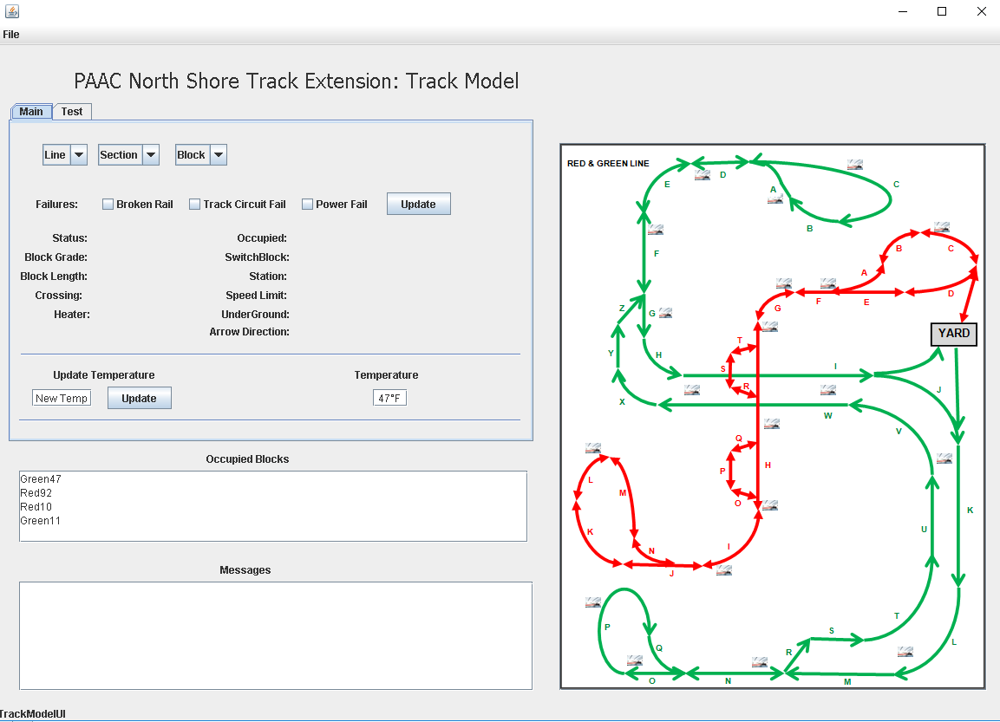 File
PAAC North Shore Track Extension: Track Model
Main Test
Line Section Block
Failures: Broken Rail Track Circuit Fail Power Fail Update
Status: Occupied:
Block Grade: SwitchBlock:
Block Length: Station:
Crossing: Speed Limit:
Heater: UnderGround:
Arrow Direction:
Update Temperature Temperature
New Temp Update 47°F
Occupied Blocks
Green47
Red92
Red10
Green11
Messages
TrackModelUI
RED & GREEN LINE
E D A C
B
F
B C
A
D
F E
G
Z G
YARD
T
Y H
S
I
R
J
X
W
V
Q
P H
O
L
M
K
K
U
N I
J
T
P
S
Q
R
L
O N M